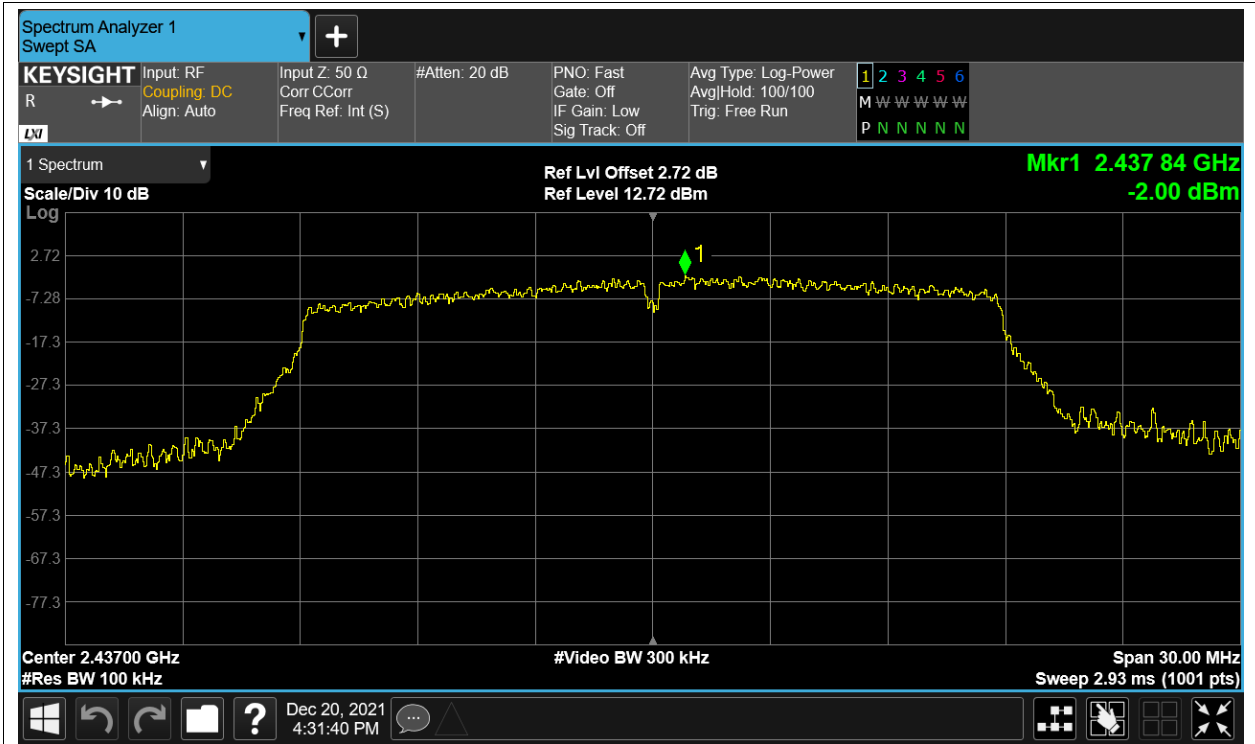 Spectrum Analyzer 1
Swept SA
KEYSIGHT
R
LXI
Input: RF
Coupling: DC
Align: Auto
Input Z: 50 Ω
Corr CCorr
Freq Ref: Int (S)
#Atten: 20 dB
PNO: Fast
Gate: Off
IF Gain: Low
Sig Track: Off
Avg Type: Log-Power
Avg|Hold: 100/100
Trig: Free Run
1 2 3 4 5 6
M W W W W W W
P N N N N N N
1 Spectrum
Scale/Div 10 dB
Log
Ref Lvl Offset 2.72 dB
Ref Level 12.72 dBm
Mkr1 2.437 84 GHz
-2.00 dBm
1
2.72
-7.28
-17.3
-27.3
-37.3
-47.3
-57.3
-67.3
-77.3
Center 2.43700 GHz
#Video BW 300 kHz
Span 30.00 MHz
#Res BW 100 kHz
Sweep 2.93 ms (1001 pts)
?
Dec 20, 2021
4:31:40 PM